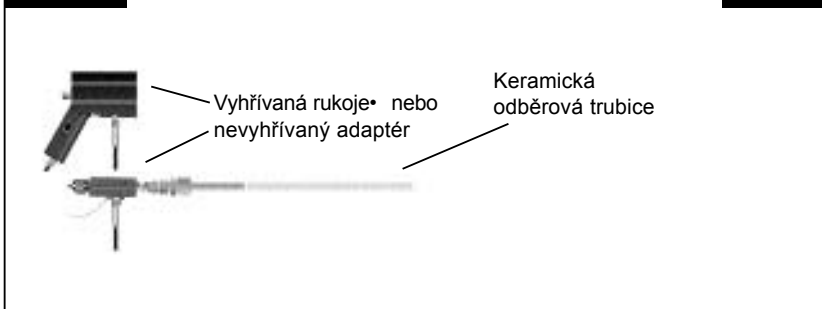 Vyhřívaná rukoje• nebo
nevyhřívaný adaptér
Keramická
odběrová trubice